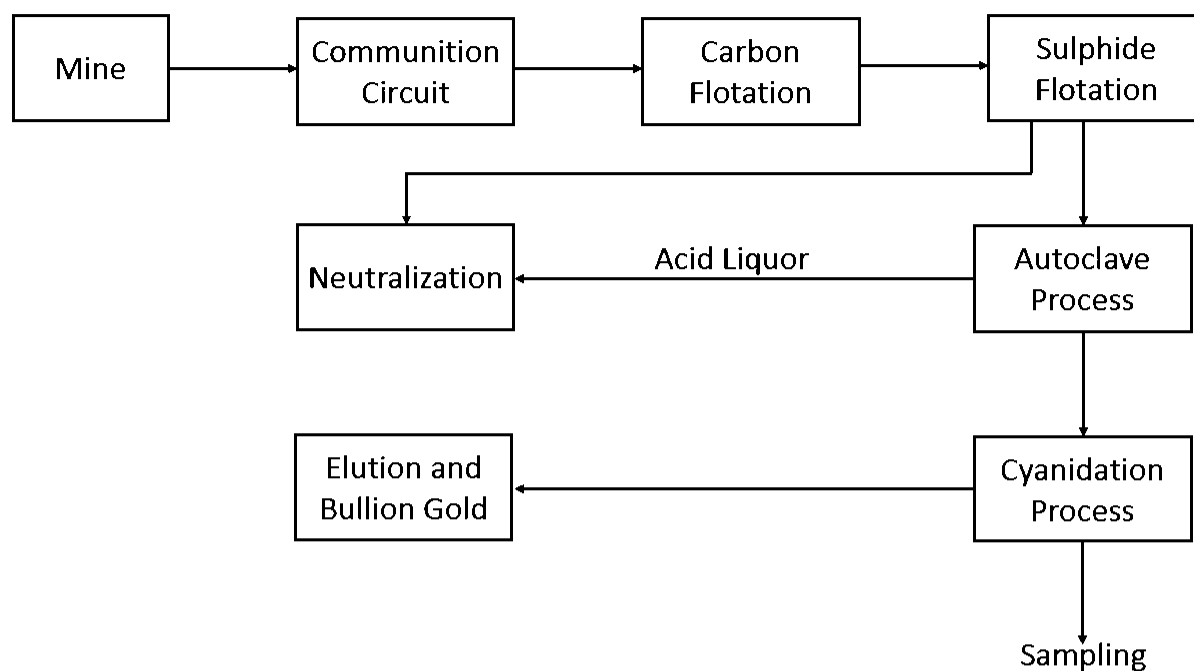 Mine
Communition
Circuit
Carbon
Flotation
Sulphide
Flotation
Neutralization
Acid Liquor
Autoclave
Process
Elution and
Bullion Gold
Cyanidation
Process
Sampling